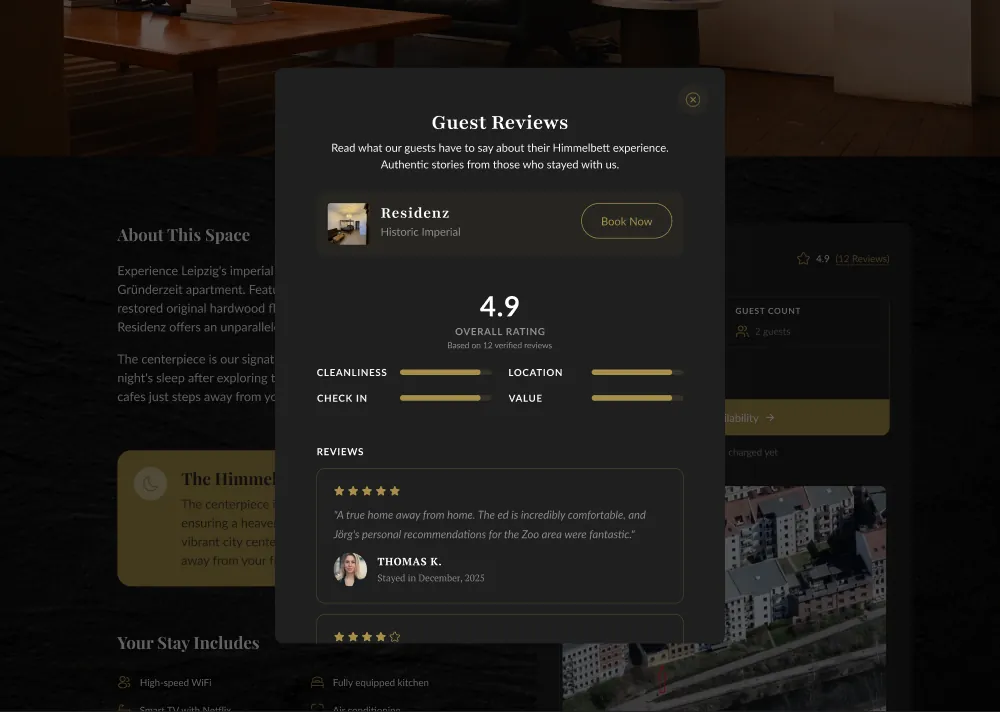 Guest Reviews
Read what our guests have to say about their Himmelbett experience.
Authentic stories from those who stayed with us.
Residenz
Historic Imperial
Book Now
4.9
OVERALL RATING
Based on 12 verified reviews
CLEANLINESS
LOCATION
CHECK IN
VALUE
REVIEWS
"A true home away from home. The ed is incredibly comfortable, and
Jörg's personal recommendations for the Zoo area were fantastic."
THOMAS K.
Stayed in December, 2025
About This Space
Experience Leipzig's imperial
Gründerzeit apartment. Featu
restored original hardwood fl
Residenz offers an unparallele
The centerpiece is our signat
night's sleep after exploring t
cafes just steps away from yo
The Himmel
The centerpiece i
ensuring a heave
vibrant city cente
away from your f
Your Stay Includes
High-speed WiFi
Fully equipped kitchen
Smart TV with Netflix
Air conditioning
4.9 (12 Reviews)
GUEST COUNT
2 guests
ilability →
charged yet